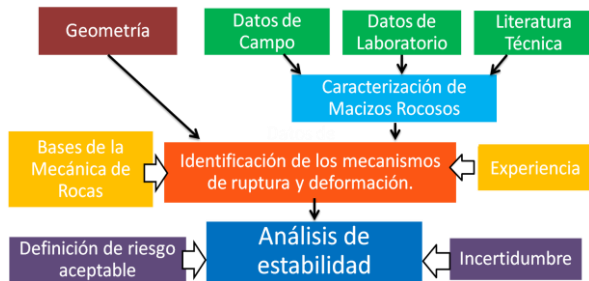 Geometría
Datos de
Campo
Datos de
Laboratorio
Literatura
Técnica
Caracterización de
Macizos Rocosos
Bases de la
Mecánica de
Rocas
Identificación de los mecanismos
de ruptura y deformación.
Experiencia
Definición de riesgo
aceptable
Análisis de
estabilidad
Incertidumbre